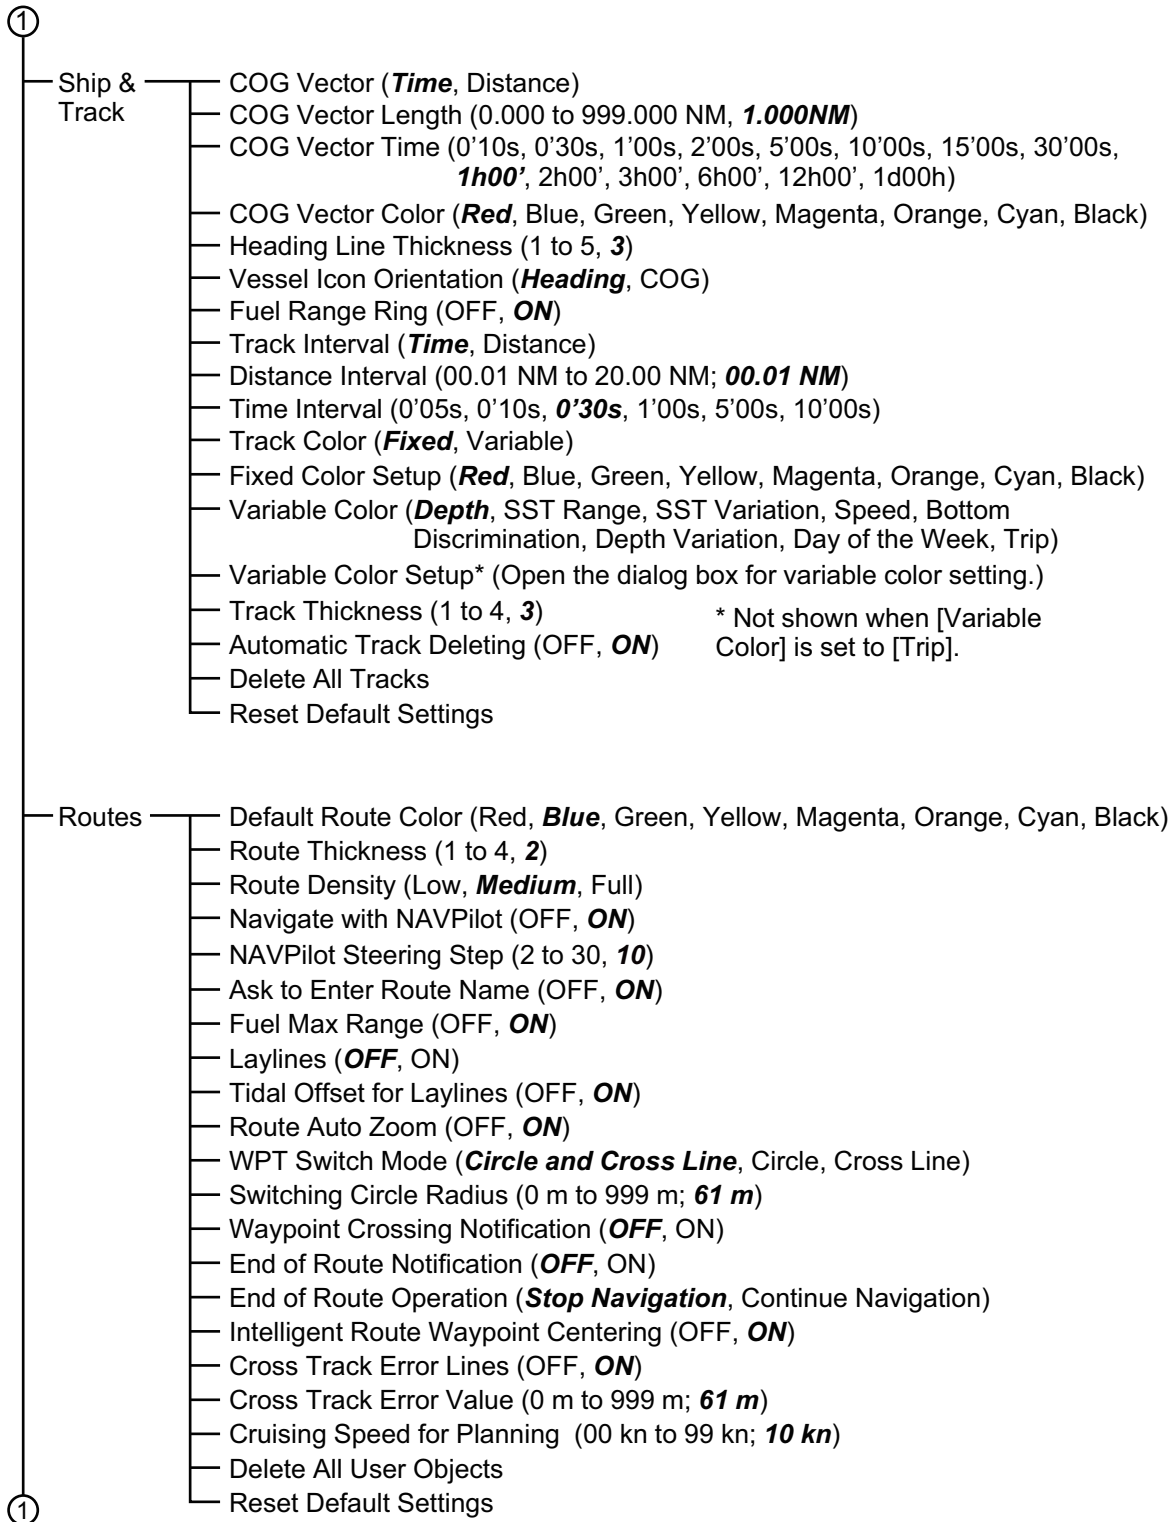 1
Ship &
Track
COG Vector (Time, Distance)
COG Vector Length (0.000 to 999.000 NM, 1.000NM)
COG Vector Time (0’10s, 0’30s, 1’00s, 2’00s, 5’00s, 10’00s, 15’00s, 30’00s,
1h00’, 2h00’, 3h00’, 6h00’, 12h00’, 1d00h)
COG Vector Color (Red, Blue, Green, Yellow, Magenta, Orange, Cyan, Black)
Heading Line Thickness (1 to 5, 3)
Vessel Icon Orientation (Heading, COG)
Fuel Range Ring (OFF, ON)
Track Interval (Time, Distance)
Distance Interval (00.01 NM to 20.00 NM; 00.01 NM)
Time Interval (0’05s, 0’10s, 0’30s, 1’00s, 5’00s, 10’00s)
Track Color (Fixed, Variable)
Fixed Color Setup (Red, Blue, Green, Yellow, Magenta, Orange, Cyan, Black)
Variable Color (Depth, SST Range, SST Variation, Speed, Bottom
Discrimination, Depth Variation, Day of the Week, Trip)
Variable Color Setup* (Open the dialog box for variable color setting.)
Track Thickness (1 to 4, 3)
Automatic Track Deleting (OFF, ON)
* Not shown when [Variable
Color] is set to [Trip].
Delete All Tracks
Reset Default Settings
Routes
Default Route Color (Red, Blue, Green, Yellow, Magenta, Orange, Cyan, Black)
Route Thickness (1 to 4, 2)
Route Density (Low, Medium, Full)
Navigate with NAVPilot (OFF, ON)
NAVPilot Steering Step (2 to 30, 10)
Ask to Enter Route Name (OFF, ON)
Fuel Max Range (OFF, ON)
Laylines (OFF, ON)
Tidal Offset for Laylines (OFF, ON)
Route Auto Zoom (OFF, ON)
WPT Switch Mode (Circle and Cross Line, Circle, Cross Line)
Switching Circle Radius (0 m to 999 m; 61 m)
Waypoint Crossing Notification (OFF, ON)
End of Route Notification (OFF, ON)
End of Route Operation (Stop Navigation, Continue Navigation)
Intelligent Route Waypoint Centering (OFF, ON)
Cross Track Error Lines (OFF, ON)
Cross Track Error Value (0 m to 999 m; 61 m)
Cruising Speed for Planning  (00 kn to 99 kn; 10 kn)
Delete All User Objects
Reset Default Settings
1